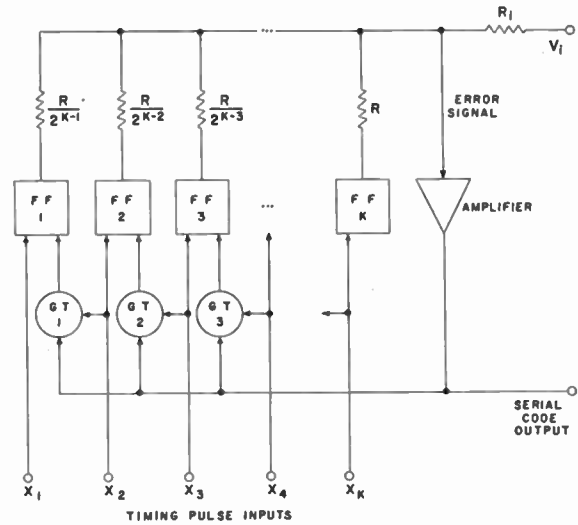 R₁
V₁
...
R/2^(K-1)
R/2^(K-2)
R/2^(K-3)
R
ERROR
SIGNAL
FF
1
FF
2
FF
3
...
FF
K
AMPLIFIER
GT
1
GT
2
GT
3
SERIAL
CODE
OUTPUT
X₁
X₂
X₃
X₄
X_K
TIMING PULSE INPUTS